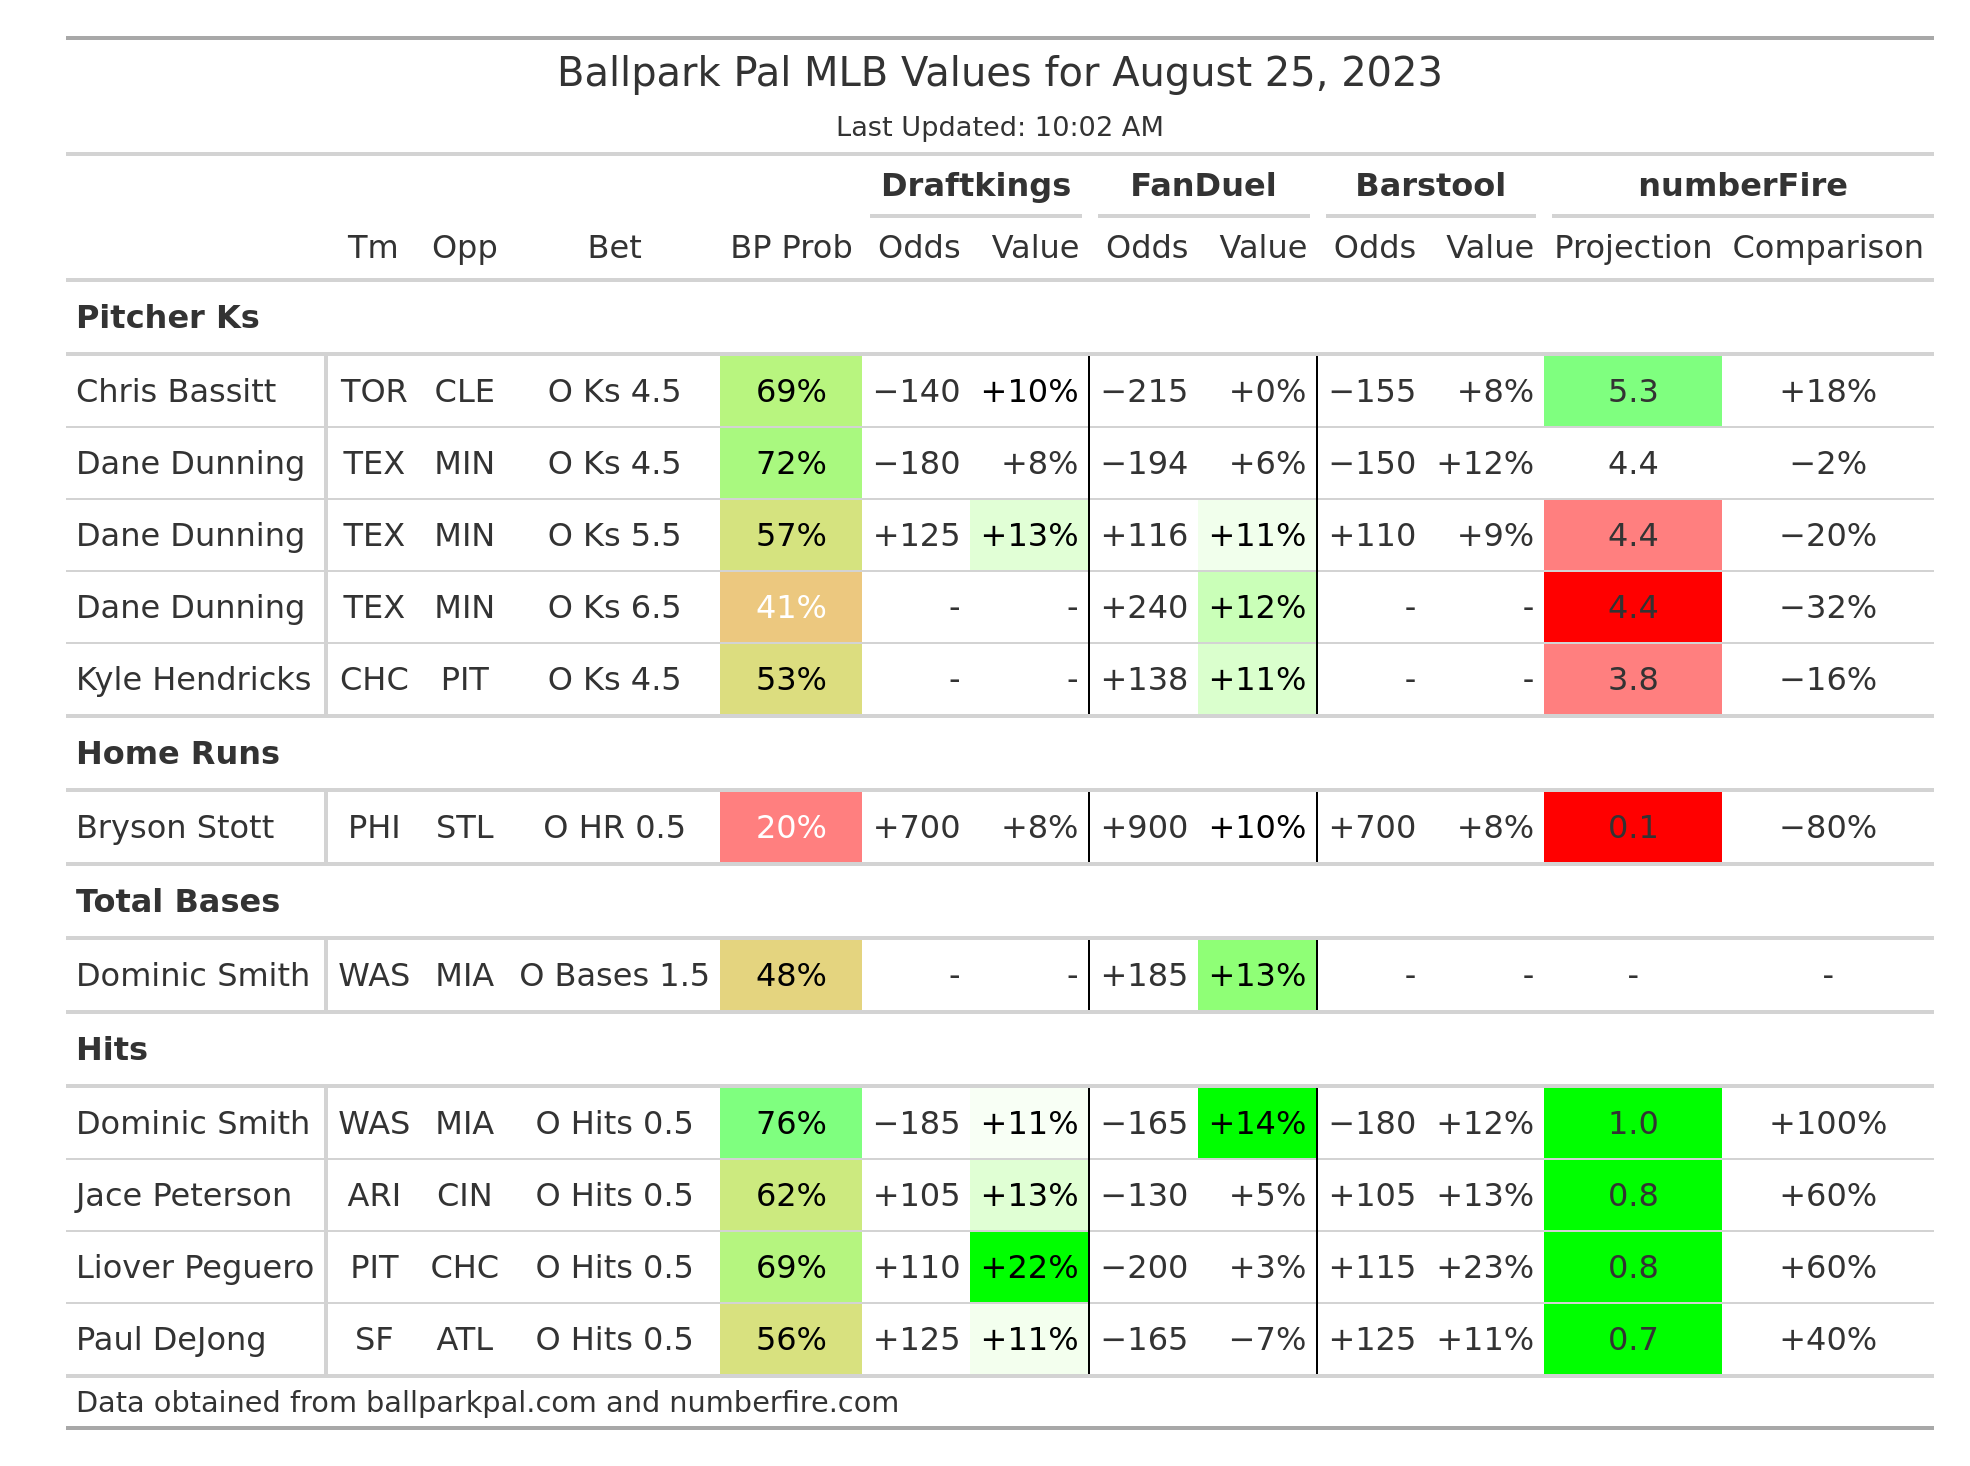 Ballpark Pal MLB Values for August 25, 2023
Last Updated: 10:02 AM
Draftkings FanDuel Barstool numberFire
Tm Opp Bet BP Prob Odds Value Odds Value Odds Value Projection Comparison
Pitcher Ks
Chris Bassitt TOR CLE O Ks 4.5 69% −140 +10% −215 +0% −155 +8% 5.3 +18%
Dane Dunning TEX MIN O Ks 4.5 72% −180 +8% −194 +6% −150 +12% 4.4 −2%
Dane Dunning TEX MIN O Ks 5.5 57% +125 +13% +116 +11% +110 +9% 4.4 −20%
Dane Dunning TEX MIN O Ks 6.5 41% - - +240 +12% - - 4.4 −32%
Kyle Hendricks CHC PIT O Ks 4.5 53% - - +138 +11% - - 3.8 −16%
Home Runs
Bryson Stott PHI STL O HR 0.5 20% +700 +8% +900 +10% +700 +8% 0.1 −80%
Total Bases
Dominic Smith WAS MIA O Bases 1.5 48% - - +185 +13% - - - -
Hits
Dominic Smith WAS MIA O Hits 0.5 76% −185 +11% −165 +14% −180 +12% 1.0 +100%
Jace Peterson ARI CIN O Hits 0.5 62% +105 +13% −130 +5% +105 +13% 0.8 +60%
Liover Peguero PIT CHC O Hits 0.5 69% +110 +22% −200 +3% +115 +23% 0.8 +60%
Paul DeJong SF ATL O Hits 0.5 56% +125 +11% −165 −7% +125 +11% 0.7 +40%
Data obtained from ballparkpal.com and numberfire.com